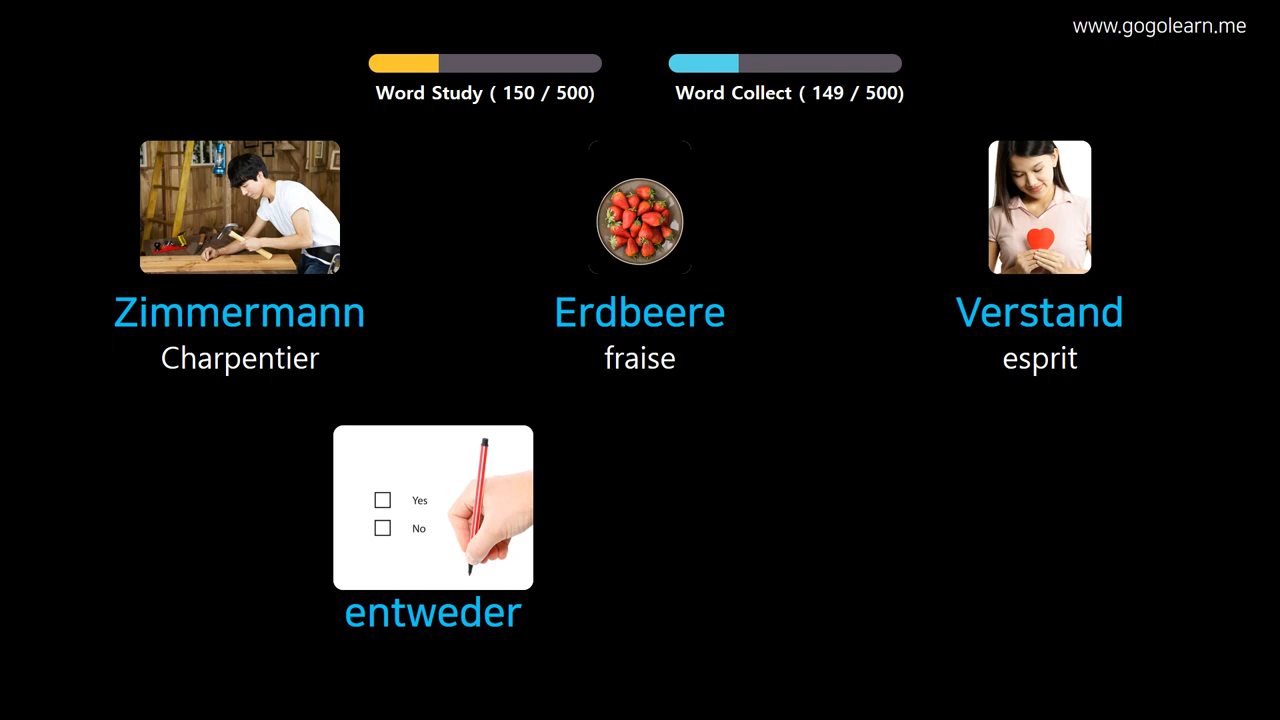 www.gogolearn.me
Word Study ( 150 / 500)
Word Collect ( 149 / 500)
Zimmermann
Charpentier
Erdbeere
fraise
Verstand
esprit
Yes
No
entweder